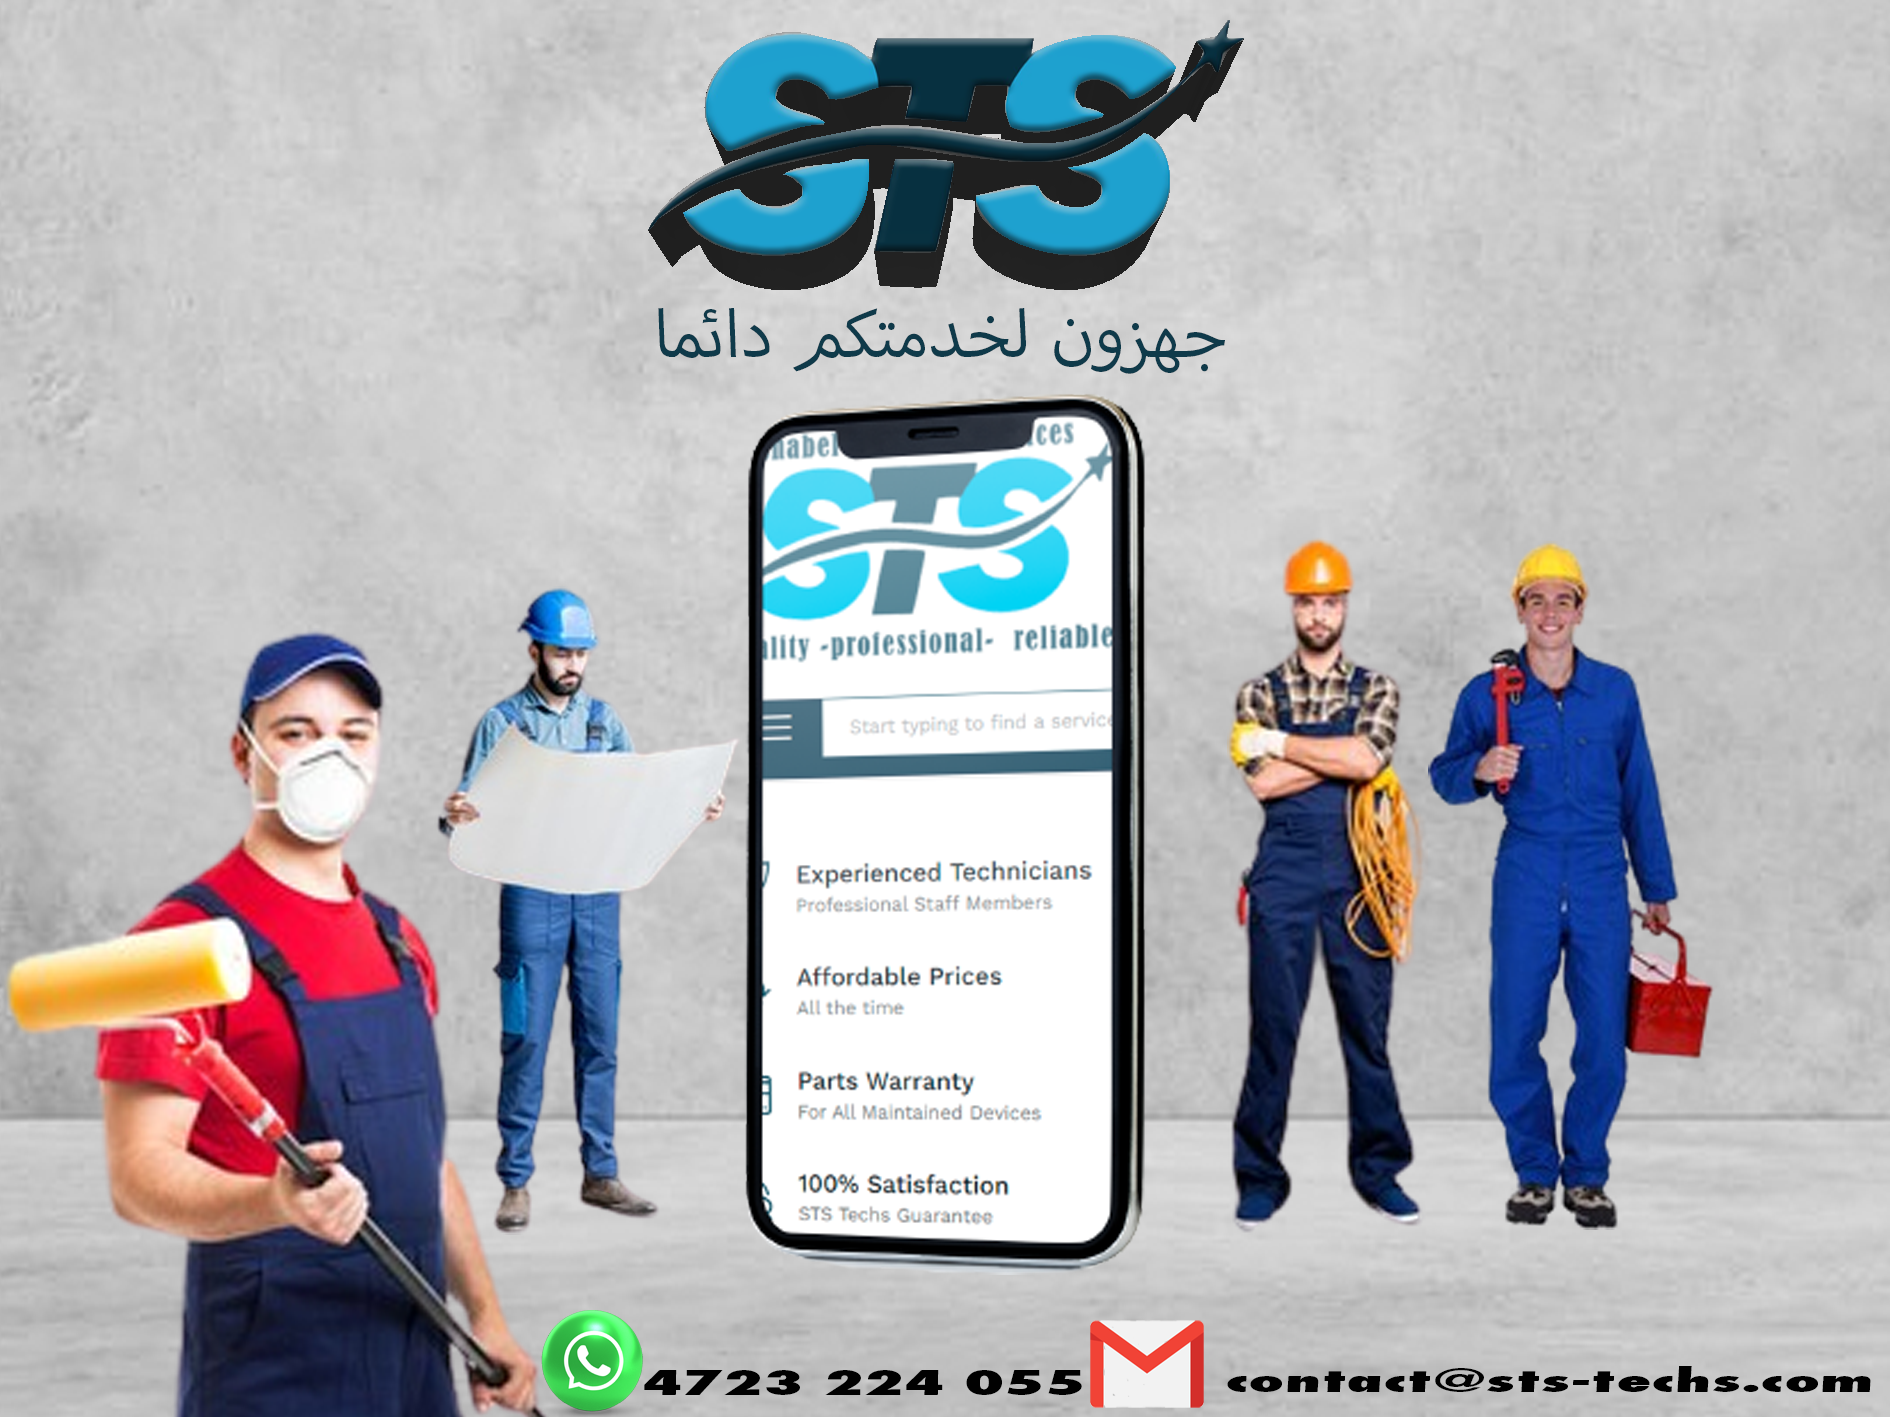 STS
جهزون لخدمتكم دائما
STS
-professional- reliable
Start typing to find a service
Experienced Technicians
Professional Staff Members
Affordable Prices
All the time
Parts Warranty
For All Maintained Devices
100% Satisfaction
STS Techs Guarantee
4723 224 055
contact@sts-techs.com